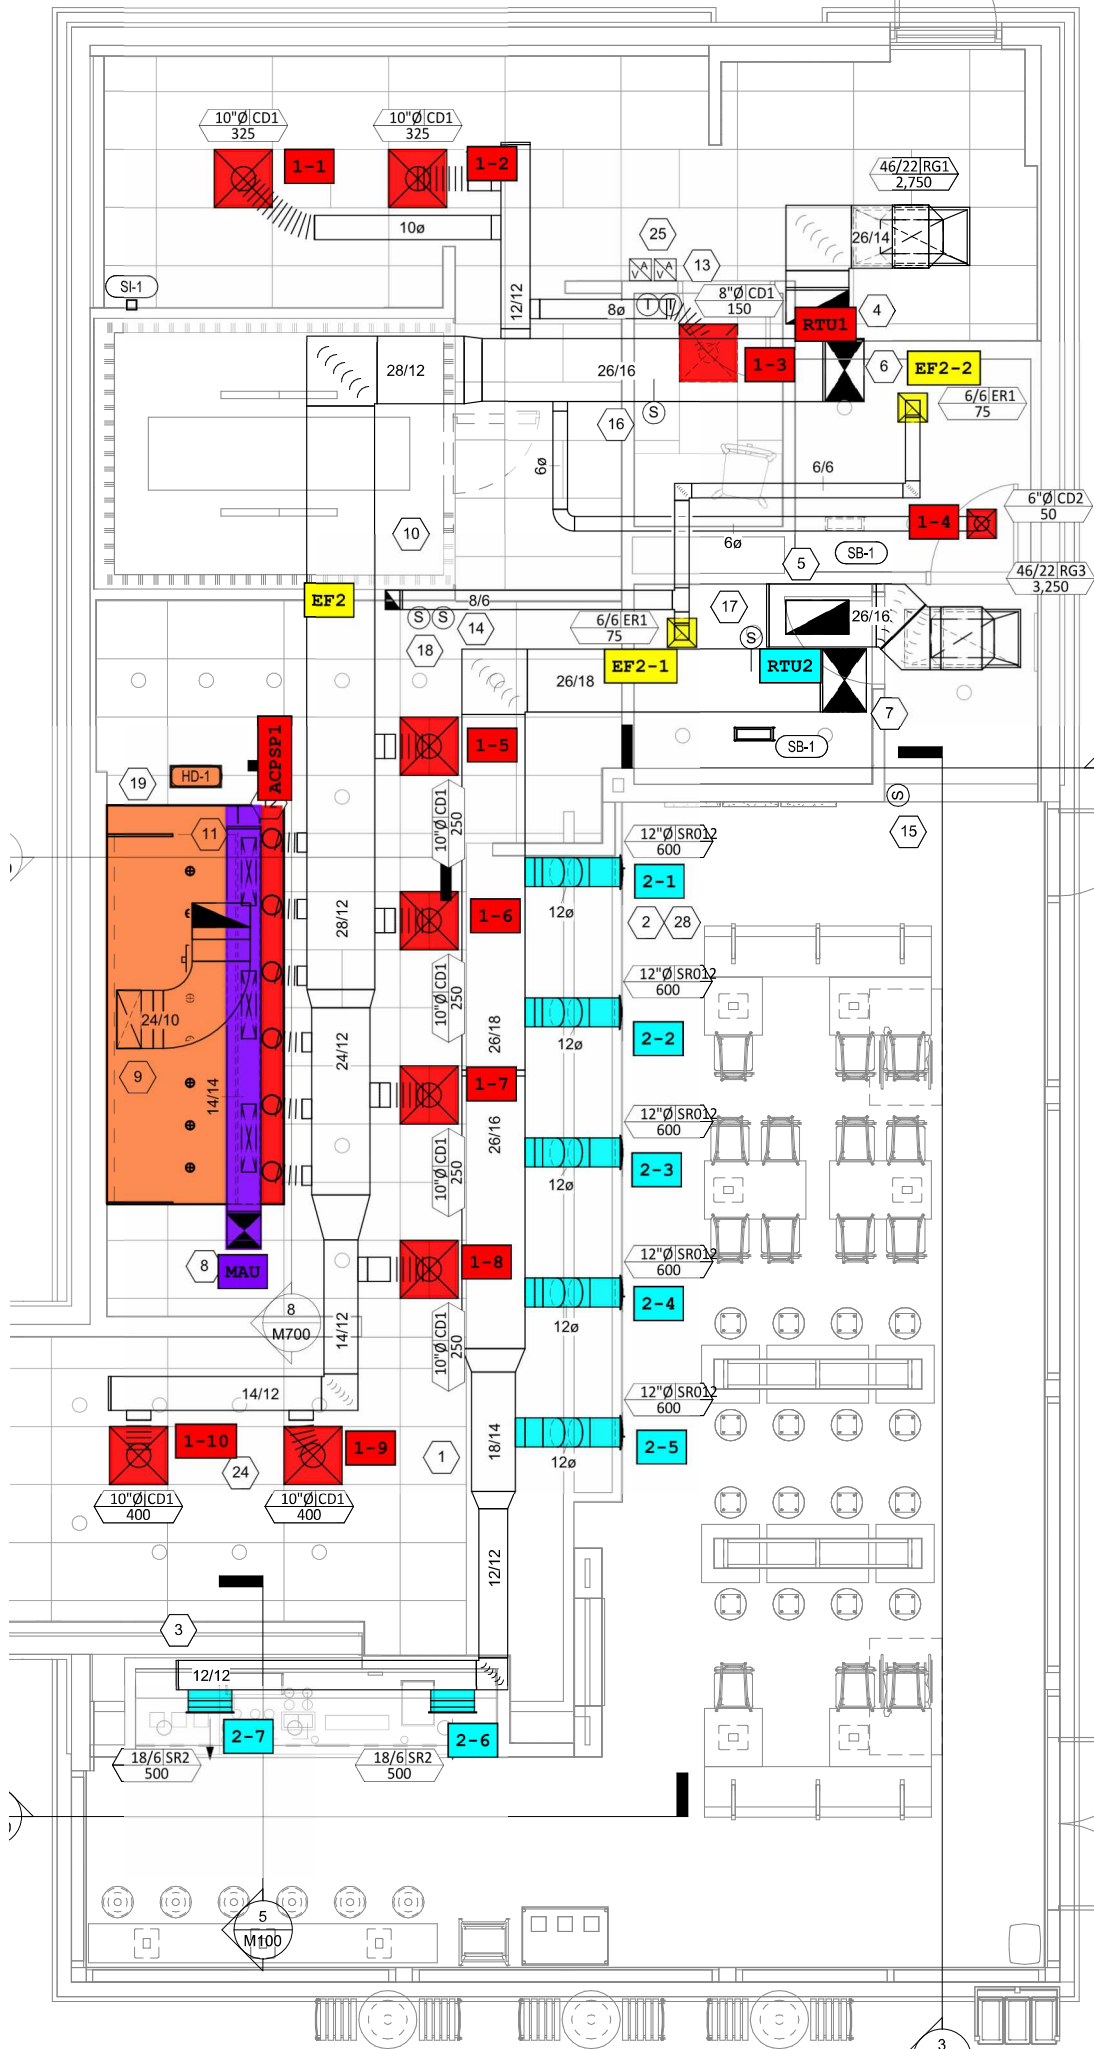 10"Ø CD1
325
10"Ø CD1
325
1-1
1-2
46/22 RG1
2,750
10ø
26/14
25
13
A
V
A
V
SI-1
12/12
8ø
T
T
8"Ø CD1
150
4
RTU1
28/12
26/16
1-3
6
EF2-2
6/6 ER1
75
16
S
6ø
6/6
10
1-4
6"Ø CD2
50
6ø
SB-1
5
46/22 RG3
3,250
EF2
8/6
S
S
14
18
6/6 ER1
75
17
S
26/16
EF2-1
RTU2
26/18
7
1-5
SB-1
ACPSP1
HD-1
19
S
15
11
10"Ø CD1
250
12"Ø SR012
600
2-1
12ø
28/12
1-6
2
28
10"Ø CD1
250
12"Ø SR012
600
24/10
24/12
26/18
12ø
2-2
9
14/14
1-7
26/16
12"Ø SR012
600
10"Ø CD1
250
12ø
2-3
8
MAU
1-8
12"Ø SR012
600
2-4
8
M700
14/12
12ø
10"Ø CD1
250
14/12
12"Ø SR012
600
1-10
1-9
24
1
18/14
12ø
2-5
10"Ø CD1
400
10"Ø CD1
400
12/12
3
12/12
2-7
2-6
18/6 SR2
500
18/6 SR2
500
5
M100
3